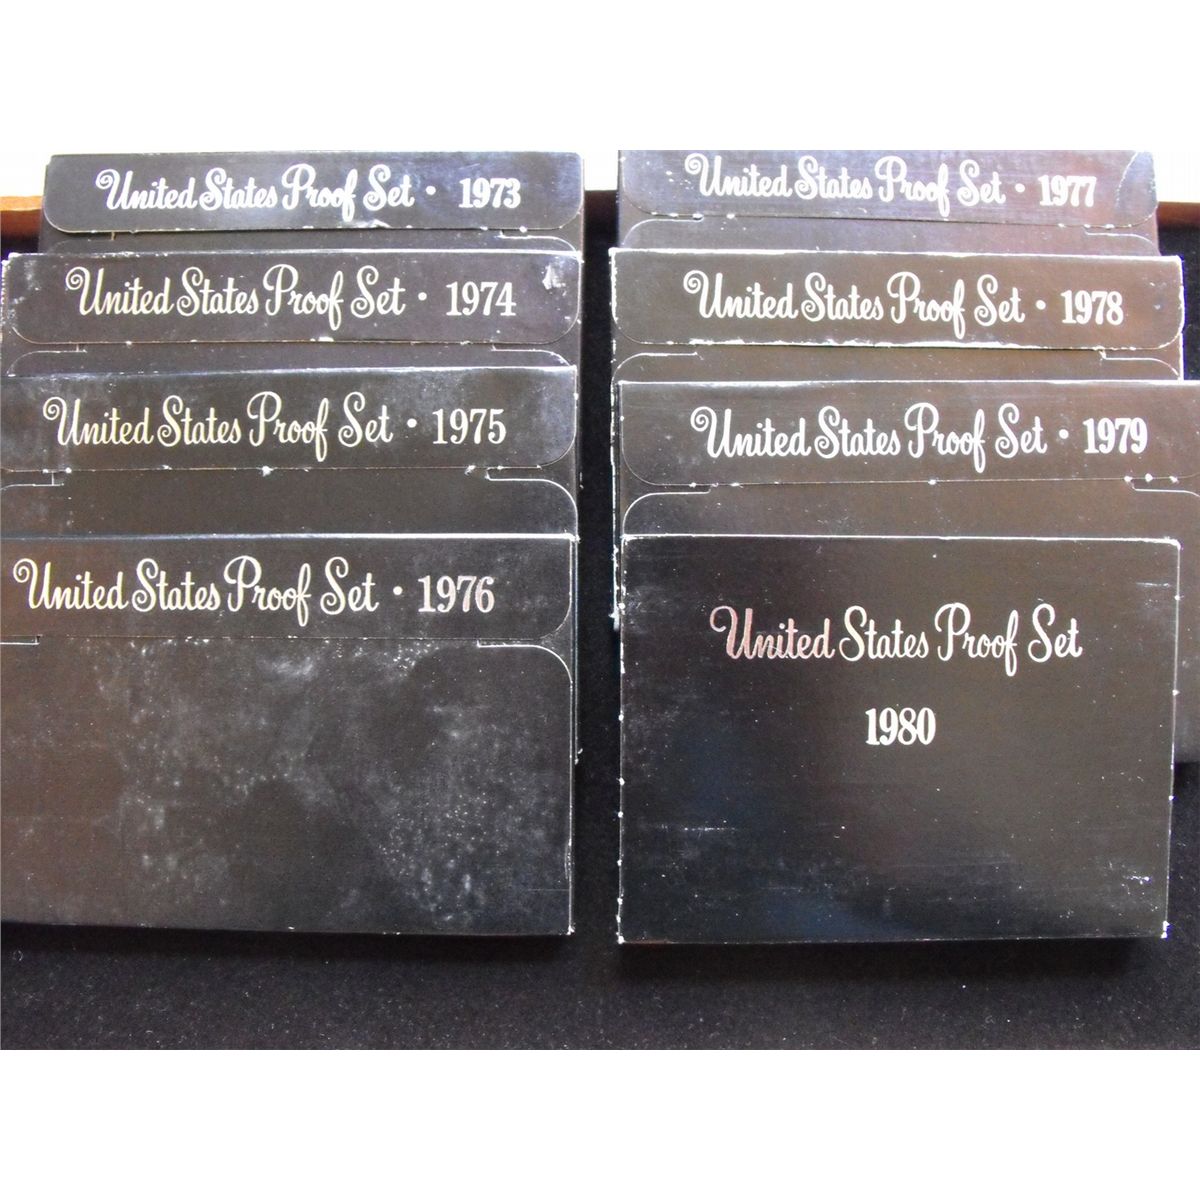 United States Proof Set · 1973
United States Proof Set · 1974
United States Proof Set · 1975
United States Proof Set · 1976
United States Proof Set · 1977
United States Proof Set · 1978
United States Proof Set · 1979
United States Proof Set
1980